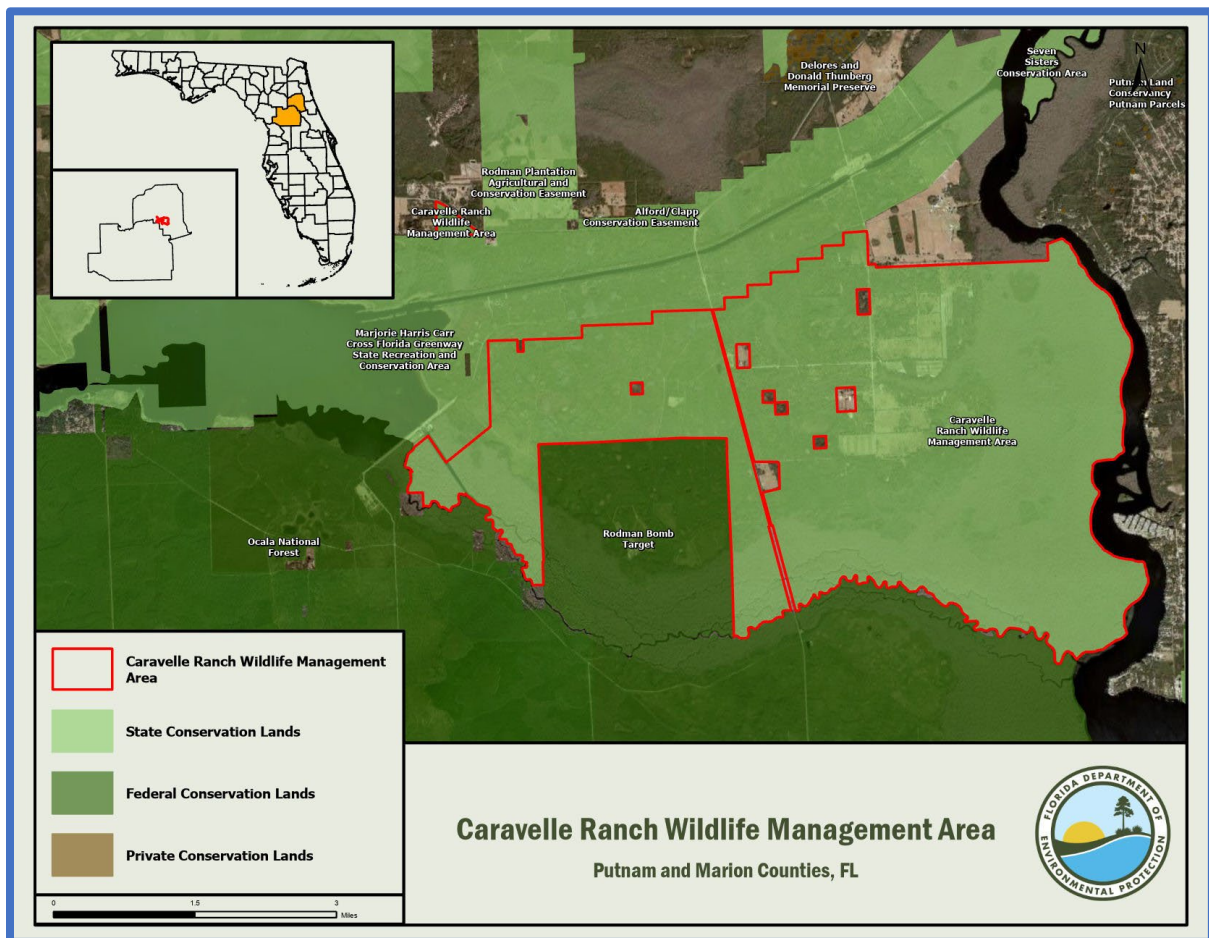 Seven
Sisters
Conservation Area
N
Delores and
Donald Thunberg
Memorial Preserve
Putnam Land
Conservancy
Putnam Parcels
Rodman Plantation
Agricultural and
Conservation Easement
Caravelle Ranch
Wildlife
Management Area
Alford/Clapp
Conservation Easement
Marjorie Harris Carr
Cross Florida Greenway
State Recreation and
Conservation Area
Caravelle
Ranch Wildlife
Management Area
Ocala National
Forest
Rodman Bomb
Target
Caravelle Ranch Wildlife Management
Area
State Conservation Lands
Federal Conservation Lands
Private Conservation Lands
0 1.5 3
Miles
Caravelle Ranch Wildlife Management Area
Putnam and Marion Counties, FL
FLORIDA DEPARTMENT OF
ENVIRONMENTAL PROTECTION